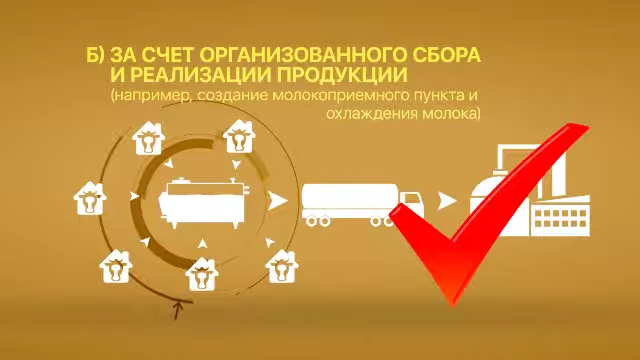 Б) ЗА СЧЕТ ОРГАНИЗОВАННОГО СБОРА
И РЕАЛИЗАЦИИ ПРОДУКЦИИ
(например, создание молокоприемного пункта и
охлаждения молока)